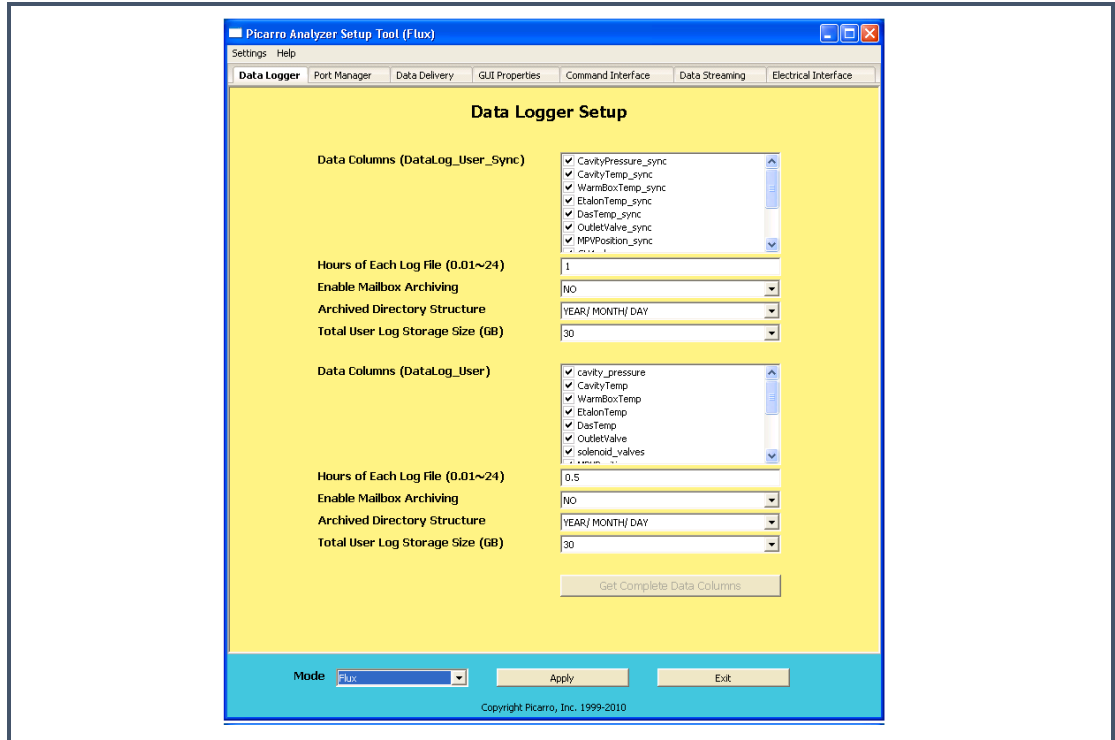 Picarro Analyzer Setup Tool (Flux)
Settings Help
Data Logger Port Manager Data Delivery GUI Properties Command Interface Data Streaming Electrical Interface
Data Logger Setup
Data Columns (DataLog_User_Sync)
CavityPressure_sync
CavityTemp_sync
WarmBoxTemp_sync
EtalonTemp_sync
DasTemp_sync
OutletValve_sync
MPVPosition_sync
Hours of Each Log File (0.01~24) 1
Enable Mailbox Archiving NO
Archived Directory Structure YEAR/ MONTH/ DAY
Total User Log Storage Size (GB) 30
Data Columns (DataLog_User)
cavity_pressure
CavityTemp
WarmBoxTemp
EtalonTemp
DasTemp
OutletValve
solenoid_valves
Hours of Each Log File (0.01~24) 0.5
Enable Mailbox Archiving NO
Archived Directory Structure YEAR/ MONTH/ DAY
Total User Log Storage Size (GB) 30
Get Complete Data Columns
Mode Flux Apply Exit
Copyright Picarro, Inc. 1999-2010